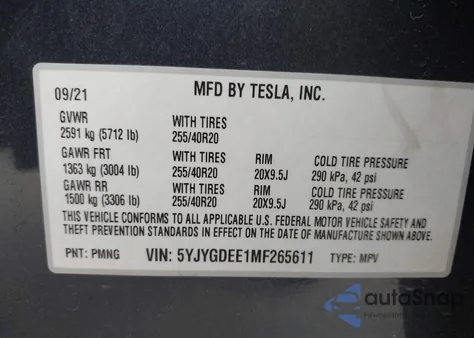 09/21 MFD BY TESLA, INC.
GVWR WITH TIRES
2591 kg (5712 lb) 255/40R20
GAWR FRT WITH TIRES RIM COLD TIRE PRESSURE
1363 kg (3004 lb) 255/40R20 20X9.5J 290 kPa, 42 psi
GAWR RR WITH TIRES RIM COLD TIRE PRESSURE
1500 kg (3306 lb) 255/40R20 20X9.5J 290 kPa, 42 psi
THIS VEHICLE CONFORMS TO ALL APPLICABLE U.S. FEDERAL MOTOR VEHICLE SAFETY AND
THEFT PREVENTION STANDARDS IN EFFECT ON THE DATE OF MANUFACTURE SHOWN ABOVE.
PNT: PMNG VIN: 5YJYGDEE1MF265611 TYPE: MPV
autoSnap